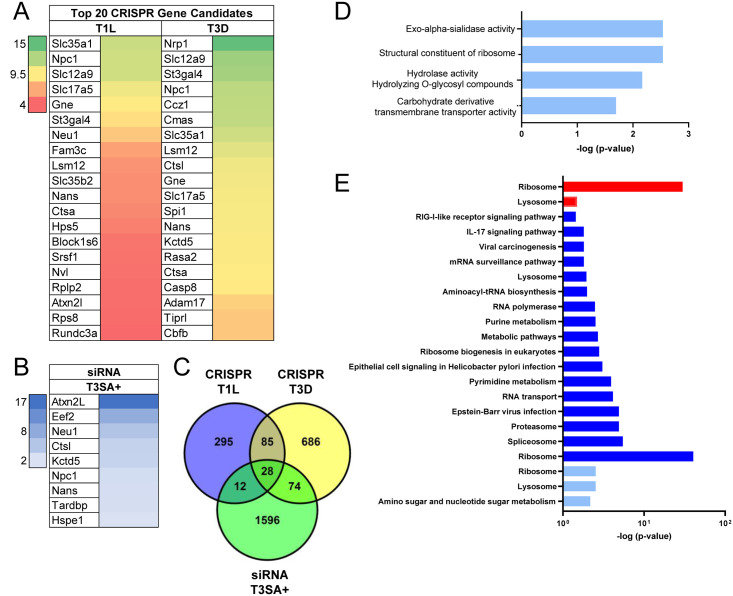 A
Top 20 CRISPR Gene Candidates
T1L T3D
15
9.5
4
Slc35a1 Nrp1
Npc1 Slc12a9
Slc12a9 St3gal4
Slc17a5 Npc1
Gne Ccz1
St3gal4 Cmas
Neu1 Slc35a1
Fam3c Lsm12
Lsm12 Ctsl
Slc35b2 Gne
Nans Slc17a5
Ctsa Spi1
Hps5 Nans
Block1s6 Kctd5
Srsf1 Rasa2
Nvl Ctsa
Rplp2 Casp8
Atxn2l Adam17
Rps8 Tiprl
Rundc3a Cbfb
B
siRNA
T3SA+
17
8
2
Atxn2L
Eef2
Neu1
Ctsl
Kctd5
Npc1
Nans
Tardbp
Hspe1
C
CRISPR
T1L
CRISPR
T3D
295 85 686
28
12 74
1596
siRNA
T3SA+
D
Exo-alpha-sialidase activity
Structural constituent of ribosome
Hydrolase activity
Hydrolyzing O-glycosyl compounds
Carbohydrate derivative
transmembrane transporter activity
0 1 2 3
-log (p-value)
E
Ribosome
Lysosome
RIG-I-like receptor signaling pathway
IL-17 signaling pathway
Viral carcinogenesis
mRNA surveillance pathway
Lysosome
Aminoacyl-tRNA biosynthesis
RNA polymerase
Purine metabolism
Metabolic pathways
Ribosome biogenesis in eukaryotes
Epithelial cell signaling in Helicobacter pylori infection
Pyrimidine metabolism
RNA transport
Epstein-Barr virus infection
Proteasome
Spliceosome
Ribosome
Ribosome
Lysosome
Amino sugar and nucleotide sugar metabolism
10⁰ 10¹ 10²
-log (p-value)